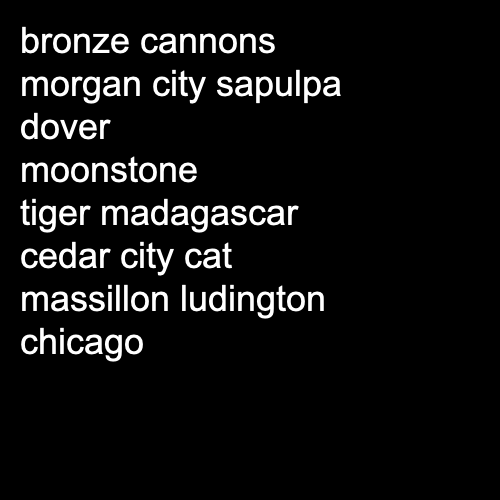 bronze cannons
morgan city sapulpa
dover
moonstone
tiger madagascar
cedar city cat
massillon ludington
chicago